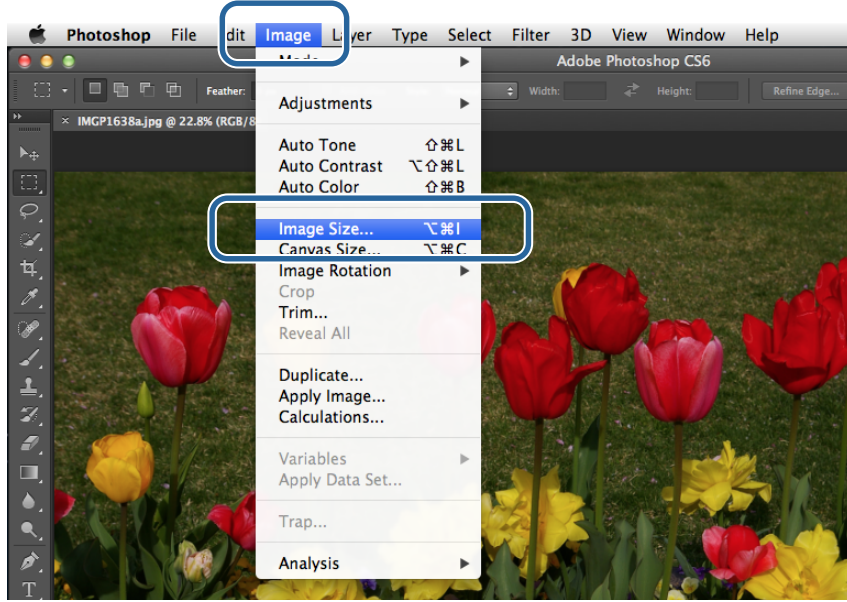 Photoshop File Edit Image Layer Type Select Filter 3D View Window Help
Adobe Photoshop CS6
Feather: Width: Height: Refine Edge...
× IMGP1638a.jpg @ 22.8% (RGB/8
Mode ▶
Adjustments ▶
Auto Tone ⇧⌘L
Auto Contrast ⌥⇧⌘L
Auto Color ⇧⌘B
Image Size... ⌥⌘I
Canvas Size... ⌥⌘C
Image Rotation ▶
Crop
Trim...
Reveal All
Duplicate...
Apply Image...
Calculations...
Variables ▶
Apply Data Set...
Trap...
Analysis ▶
T